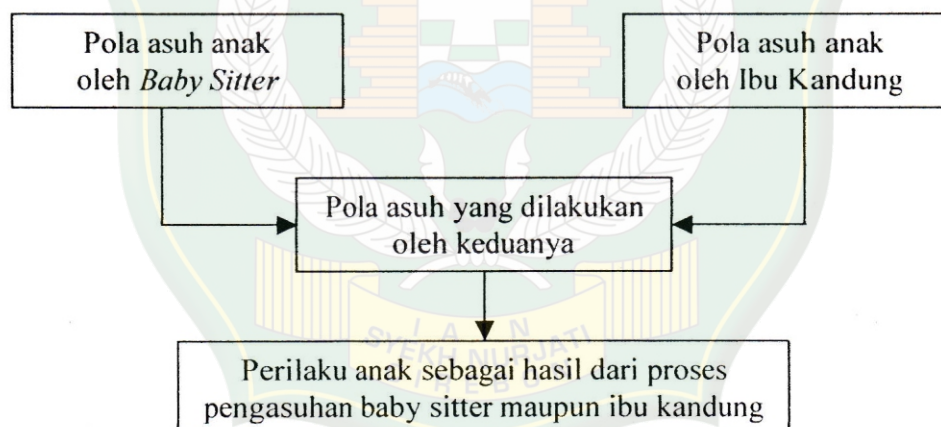 Pola asuh anak
oleh Baby Sitter
Pola asuh anak
oleh Ibu Kandung
Pola asuh yang dilakukan
oleh keduanya
I A I N
SYEKH NURJATI
CIREBON
Perilaku anak sebagai hasil dari proses
pengasuhan baby sitter maupun ibu kandung